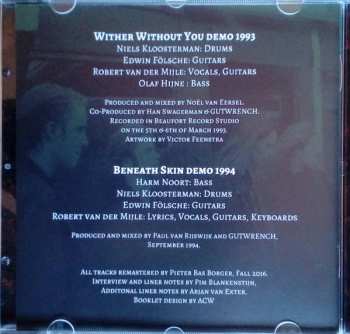 Wither Without You demo 1993
Niels Kloosterman: Drums
Edwin Fölsche: Guitars
Robert van der Mijle: Vocals, Guitars
Olaf Hijne : Bass
Produced and mixed by Noël van Eersel.
Co-Produced by Han Swagerman & GUTWRENCH.
Recorded in Beaufort Record Studio
on the 5th & 6th of March 1993.
Artwork by Victor Feenstra
Beneath Skin demo 1994
Harm Noort: Bass
Niels Kloosterman: Drums
Edwin Fölsche: Guitars
Robert van der Mijle: Lyrics, Vocals, Guitars, Keyboards
Produced and mixed by Paul van Rijswijk and GUTWRENCH,
September 1994.
All tracks remastered by Pieter Bas Borger, Fall 2016.
Interview and liner notes by Pim Blankenstijn,
Additonal liner notes by Arjan van Exter.
Booklet design by ACW